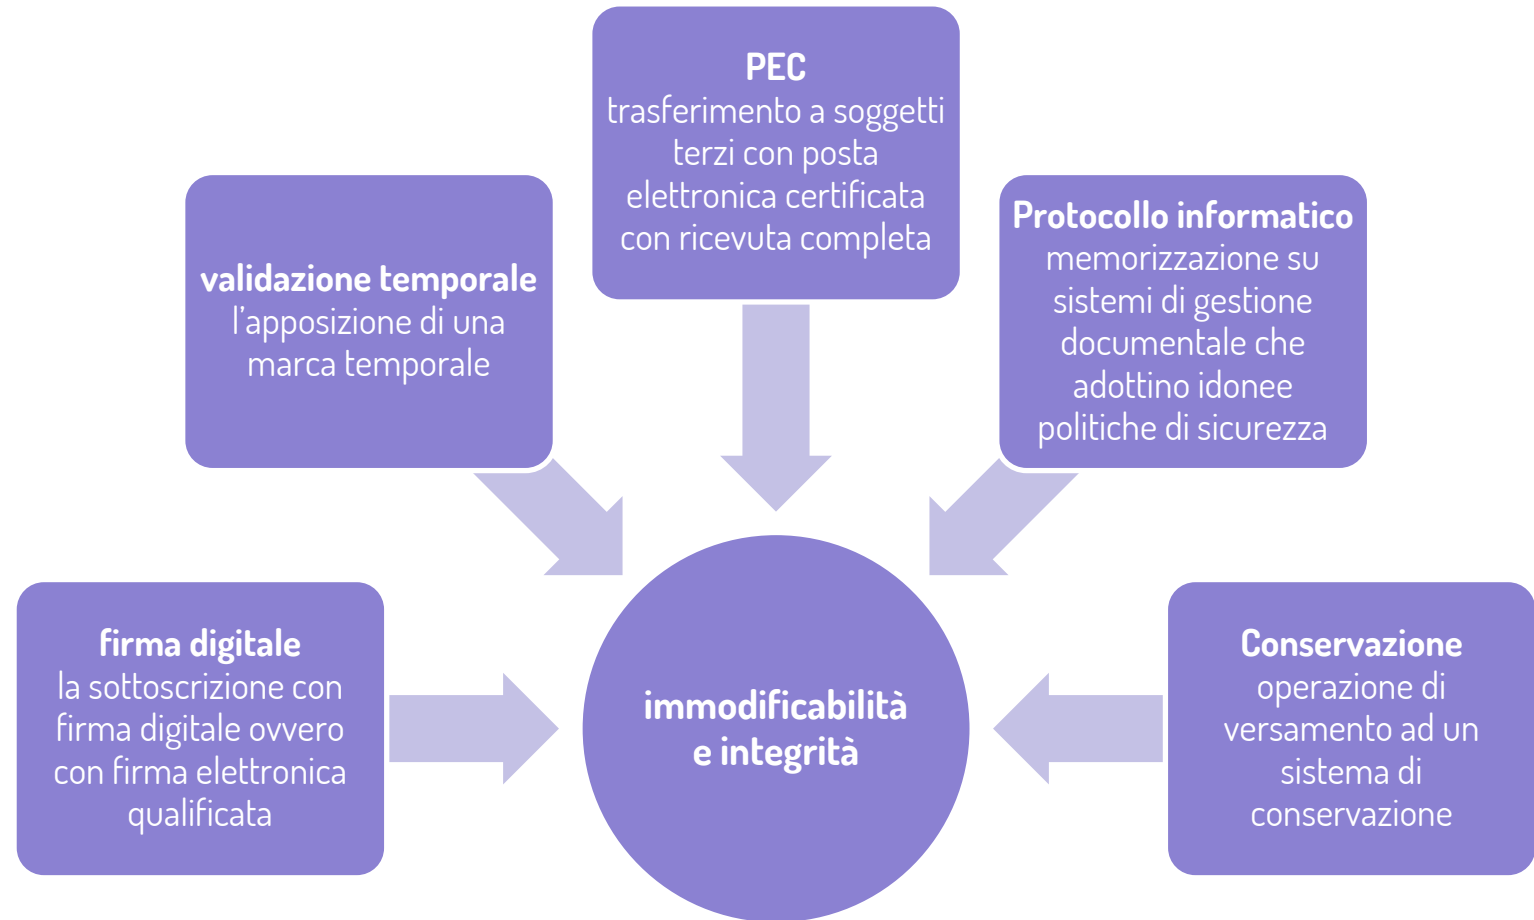 PEC
trasferimento a soggetti
terzi con posta
elettronica certificata
con ricevuta completa
validazione temporale
l’apposizione di una
marca temporale
Protocollo informatico
memorizzazione su
sistemi di gestione
documentale che
adottino idonee
politiche di sicurezza
firma digitale
la sottoscrizione con
firma digitale ovvero
con firma elettronica
qualificata
immodificabilità
e integrità
Conservazione
operazione di
versamento ad un
sistema di
conservazione